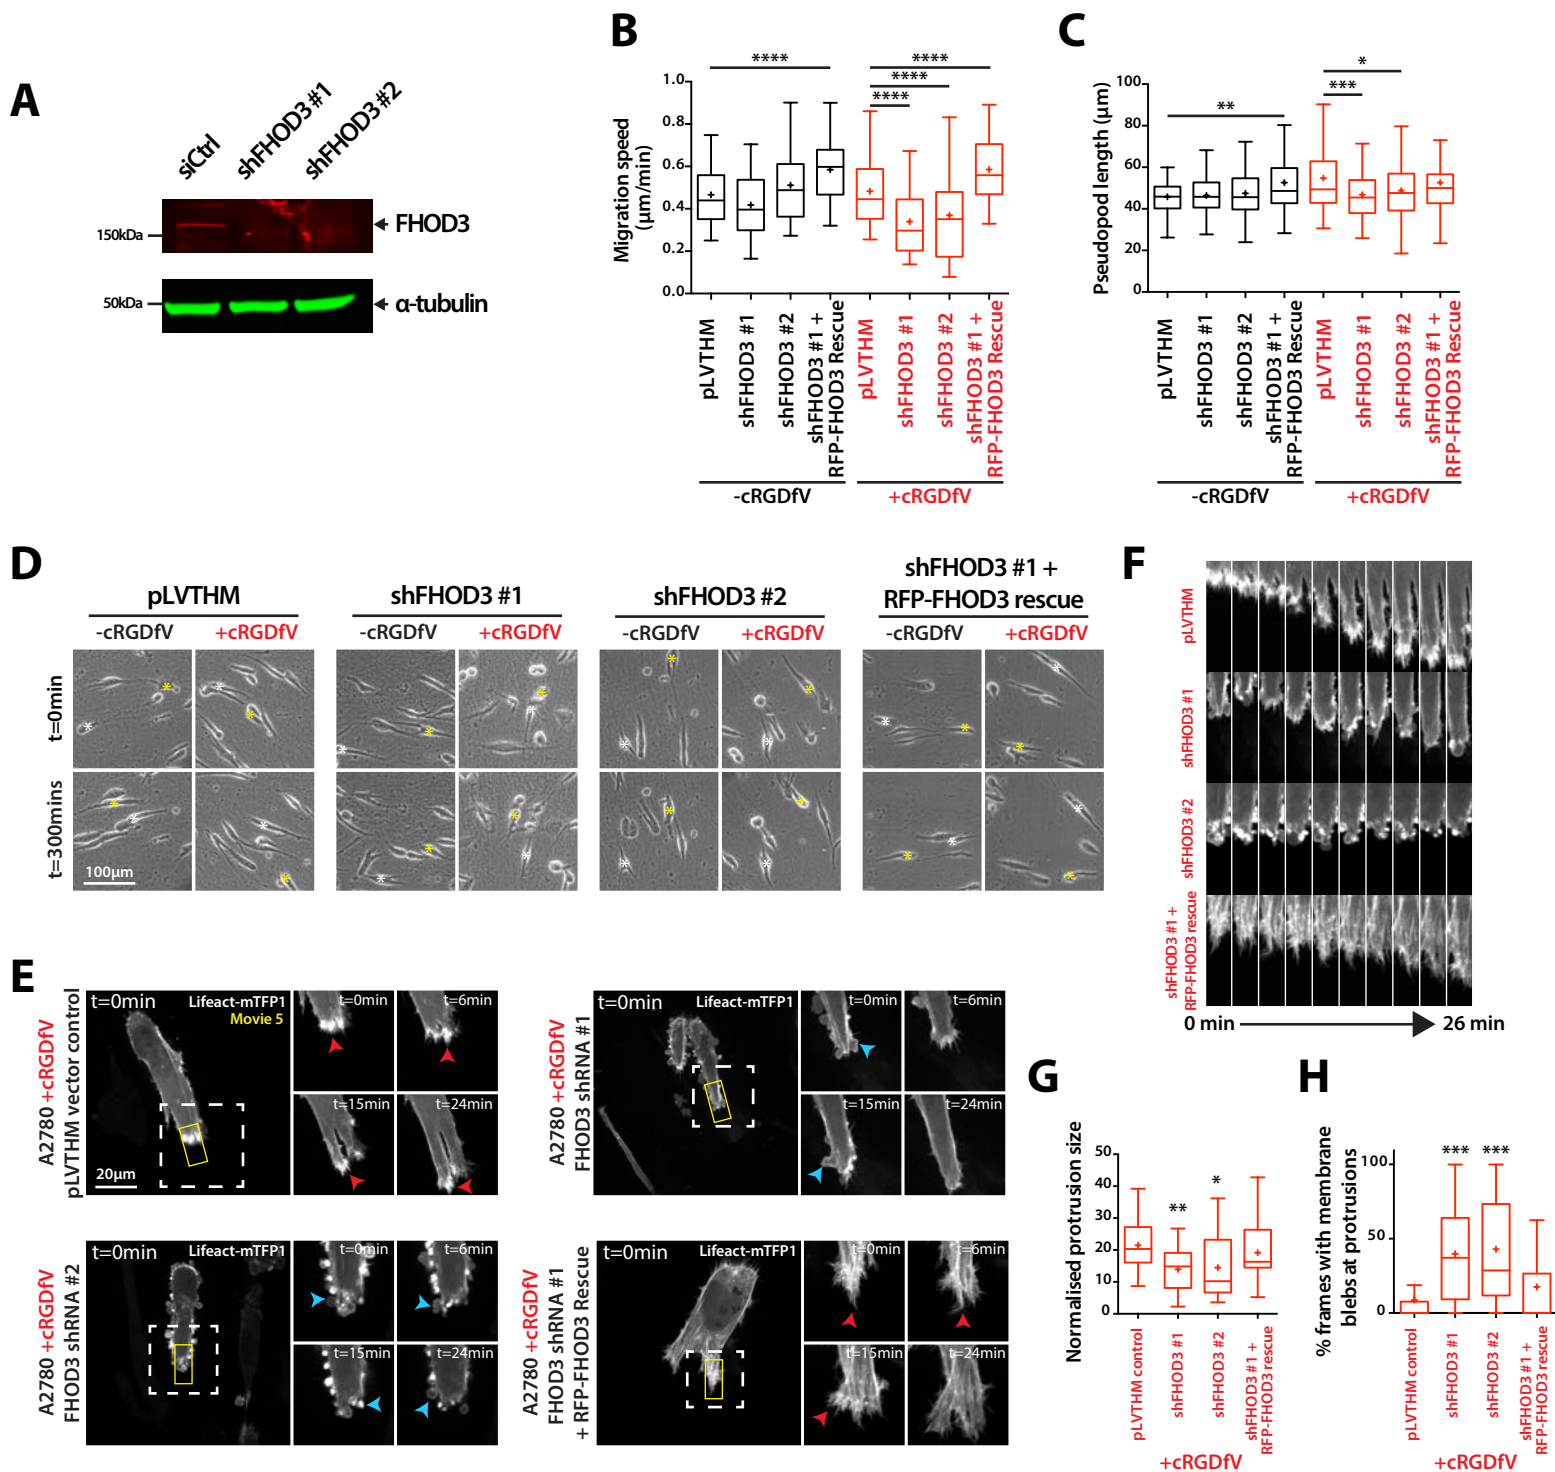 A
siCtrl
shFHOD3 #1
shFHOD3 #2
150kDa
FHOD3
50kDa
α-tubulin
B
Migration speed
(μm/min)
1.0
0.8
0.6
0.4
0.2
0.0
****
****
****
****
pLVTHM
shFHOD3 #1
shFHOD3 #2
shFHOD3 #1 +
RFP-FHOD3 Rescue
pLVTHM
shFHOD3 #1
shFHOD3 #2
shFHOD3 #1 +
RFP-FHOD3 Rescue
-cRGDfV
+cRGDfV
C
Pseudopod length (μm)
100
80
60
40
20
0
**
*
***
pLVTHM
shFHOD3 #1
shFHOD3 #2
shFHOD3 #1 +
RFP-FHOD3 Rescue
pLVTHM
shFHOD3 #1
shFHOD3 #2
shFHOD3 #1 +
RFP-FHOD3 Rescue
-cRGDfV
+cRGDfV
D
pLVTHM
shFHOD3 #1
shFHOD3 #2
shFHOD3 #1 +
RFP-FHOD3 rescue
-cRGDfV
+cRGDfV
-cRGDfV
+cRGDfV
-cRGDfV
+cRGDfV
-cRGDfV
+cRGDfV
t=0min
t=300mins
100μm
E
A2780 +cRGDfV
pLVTHM vector control
t=0min
Lifeact-mTFP1
Movie 5
20μm
t=0min
t=6min
t=15min
t=24min
A2780 +cRGDfV
FHOD3 shRNA #1
t=0min
Lifeact-mTFP1
t=0min
t=6min
t=15min
t=24min
A2780 +cRGDfV
FHOD3 shRNA #2
t=0min
Lifeact-mTFP1
t=0min
t=6min
t=15min
t=24min
A2780 +cRGDfV
FHOD3 shRNA #1
+ RFP-FHOD3 Rescue
t=0min
Lifeact-mTFP1
t=0min
t=6min
t=15min
t=24min
F
pLVTHM
shFHOD3 #1
shFHOD3 #2
shFHOD3 #1 +
RFP-FHOD3 rescue
0 min
26 min
G
Normalised protrusion size
50
40
30
20
10
0
**
*
pLVTHM control
shFHOD3 #1
shFHOD3 #2
shFHOD3 #1 +
RFP-FHOD3 rescue
+cRGDfV
H
% frames with membrane
blebs at protrusions
100
50
0
***
***
pLVTHM control
shFHOD3 #1
shFHOD3 #2
shFHOD3 #1 +
RFP-FHOD3 rescue
+cRGDfV